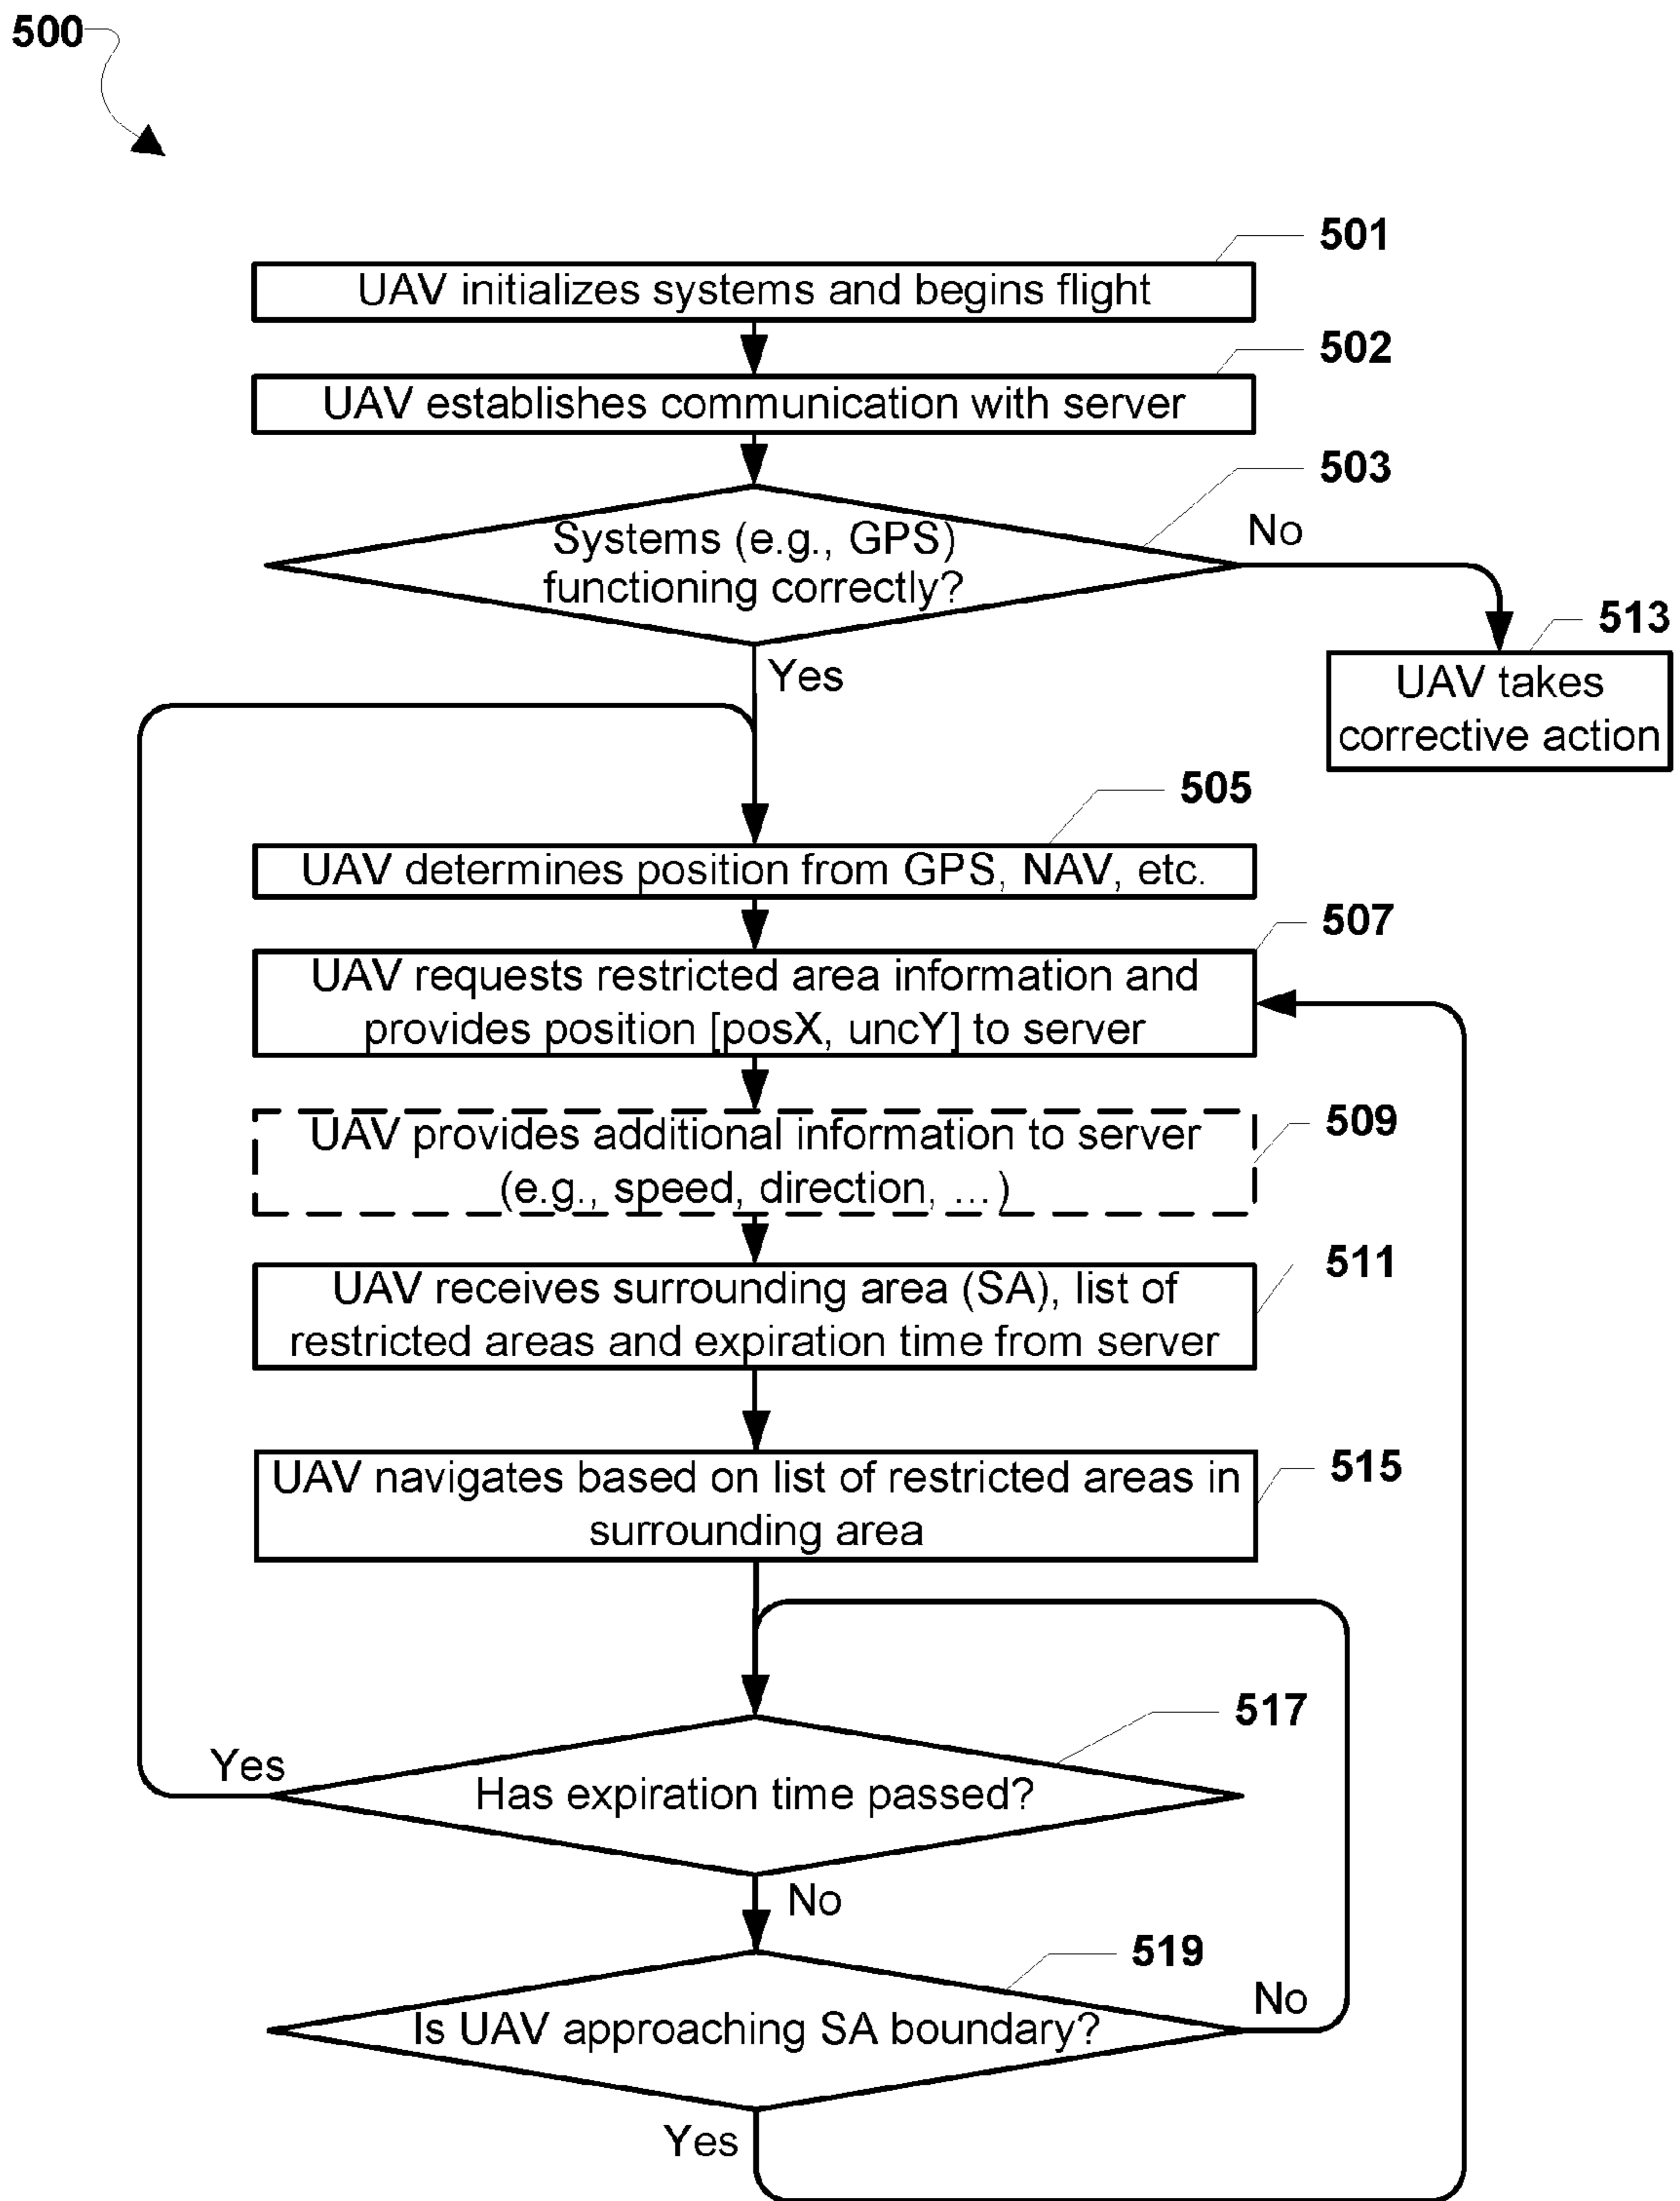 500
501
UAV initializes systems and begins flight
502
UAV establishes communication with server
503
Systems (e.g., GPS)
functioning correctly?
No
Yes
513
UAV takes
corrective action
505
UAV determines position from GPS, NAV, etc.
507
UAV requests restricted area information and
provides position [posX, uncY] to server
509
UAV provides additional information to server
(e.g., speed, direction, ...)
511
UAV receives surrounding area (SA), list of
restricted areas and expiration time from server
515
UAV navigates based on list of restricted areas in
surrounding area
517
Yes
Has expiration time passed?
No
519
Is UAV approaching SA boundary?
No
Yes